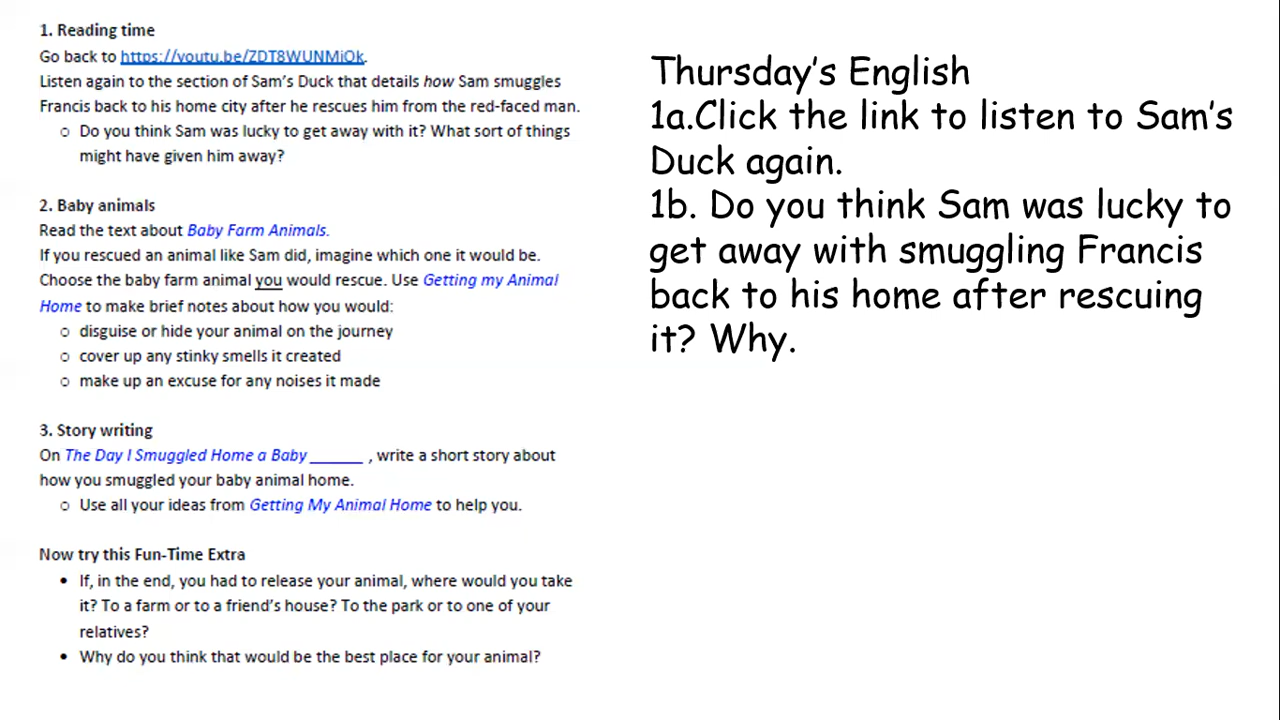 1. Reading time
Go back to https://youtu.be/ZDT8WUNMiOk.
Listen again to the section of Sam's Duck that details how Sam smuggles
Francis back to his home city after he rescues him from the red-faced man.
o Do you think Sam was lucky to get away with it? What sort of things
might have given him away?
2. Baby animals
Read the text about Baby Farm Animals.
If you rescued an animal like Sam did, imagine which one it would be.
Choose the baby farm animal you would rescue. Use Getting my Animal
Home to make brief notes about how you would:
o disguise or hide your animal on the journey
o cover up any stinky smells it created
o make up an excuse for any noises it made
3. Story writing
On The Day I Smuggled Home a Baby ______ , write a short story about
how you smuggled your baby animal home.
o Use all your ideas from Getting My Animal Home to help you.
Now try this Fun-Time Extra
• If, in the end, you had to release your animal, where would you take
it? To a farm or to a friend's house? To the park or to one of your
relatives?
• Why do you think that would be the best place for your animal?
Thursday's English
1a.Click the link to listen to Sam's
Duck again.
1b. Do you think Sam was lucky to
get away with smuggling Francis
back to his home after rescuing
it? Why.